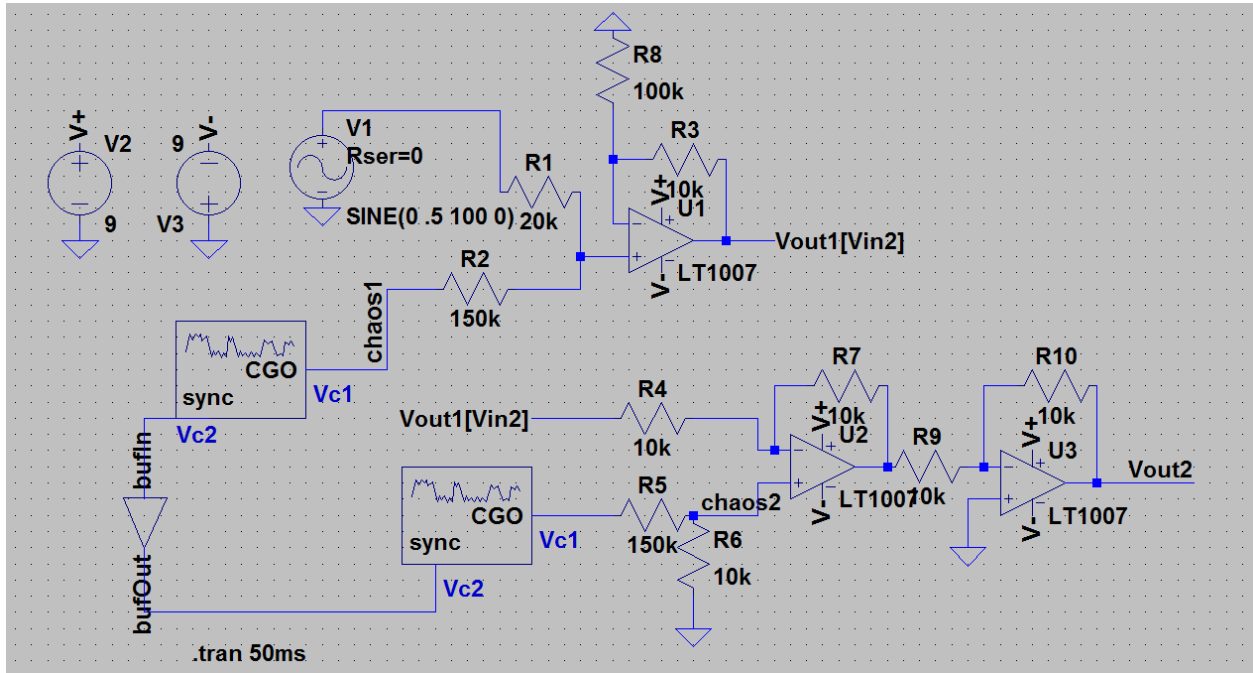 R8
100k
V+
V2
9
V-
V1
Rser=0
R3
10k
R1
V+
U1
9
V3
SINE(0 .5 100 0)
20k
Vout1[Vin2]
R2
V-
LT1007
150k
chaos1
CGO
sync
Vc1
R7
R10
Vc2
Vout1[Vin2]
R4
10k
V+
U2
10k
V+
U3
10k
R9
bufIn
Vout2
R5
chaos2
V-
LT1007
10k
V-
LT1007
CGO
sync
Vc1
150k
R6
10k
Vc2
bufOut
.tran 50ms